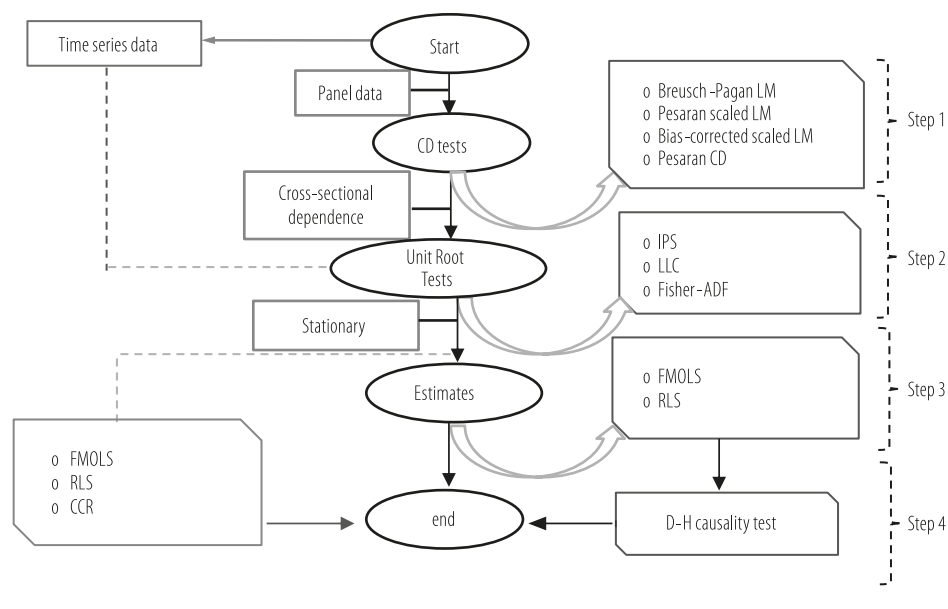 Start
Time series data
Panel data
CD tests
o Breusch-Pagan LM
o Pesaran scaled LM
o Bias-corrected scaled LM
o Pesaran CD
Step 1
Cross-sectional
dependence
Unit Root
Tests
o IPS
o LLC
o Fisher-ADF
Step 2
Stationary
Estimates
o FMOLS
o RLS
Step 3
o FMOLS
o RLS
o CCR
end
D-H causality test
Step 4